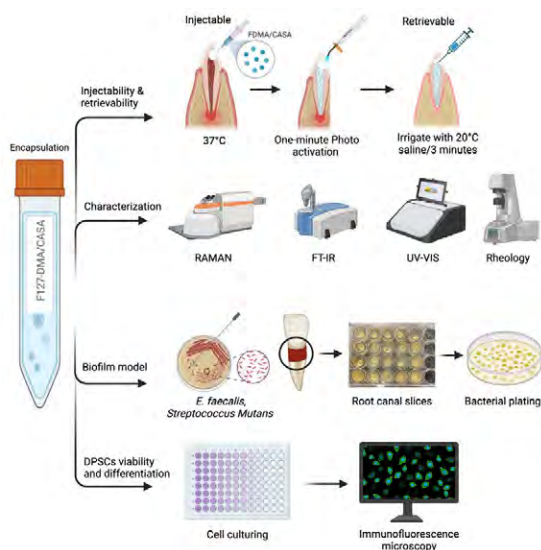 Injectable
FDMA/CASA
Retrievable
Injectability &
retrievability
Encapsulation
37°C
One-minute Photo
activation
Irrigate with 20°C
saline/3 minutes
F127-DMA/CASA
Characterization
RAMAN
FT-IR
UV-VIS
Rheology
Biofilm model
E. faecalis,
Streptococcus Mutans
Root canal slices
Bacterial plating
DPSCs viability
and differentiation
Cell culturing
Immunofluorescence
microscopy